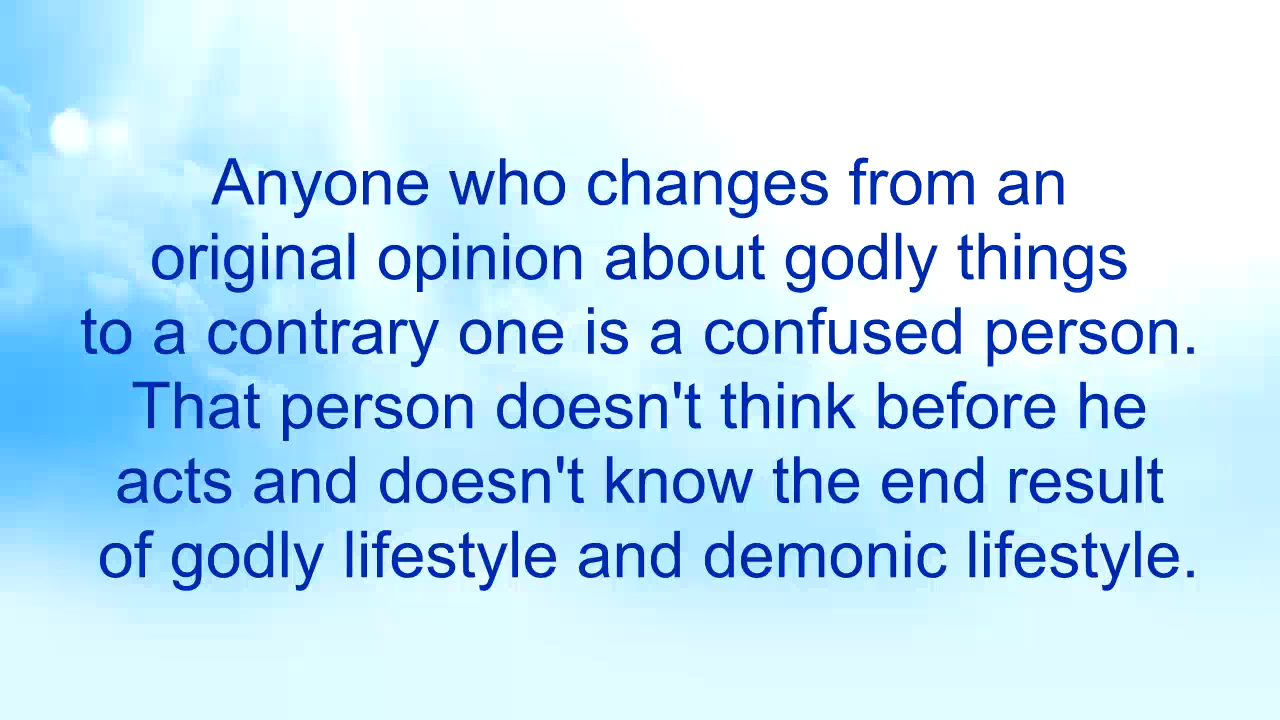 Anyone who changes from an
original opinion about godly things
to a contrary one is a confused person.
That person doesn't think before he
acts and doesn't know the end result
of godly lifestyle and demonic lifestyle.